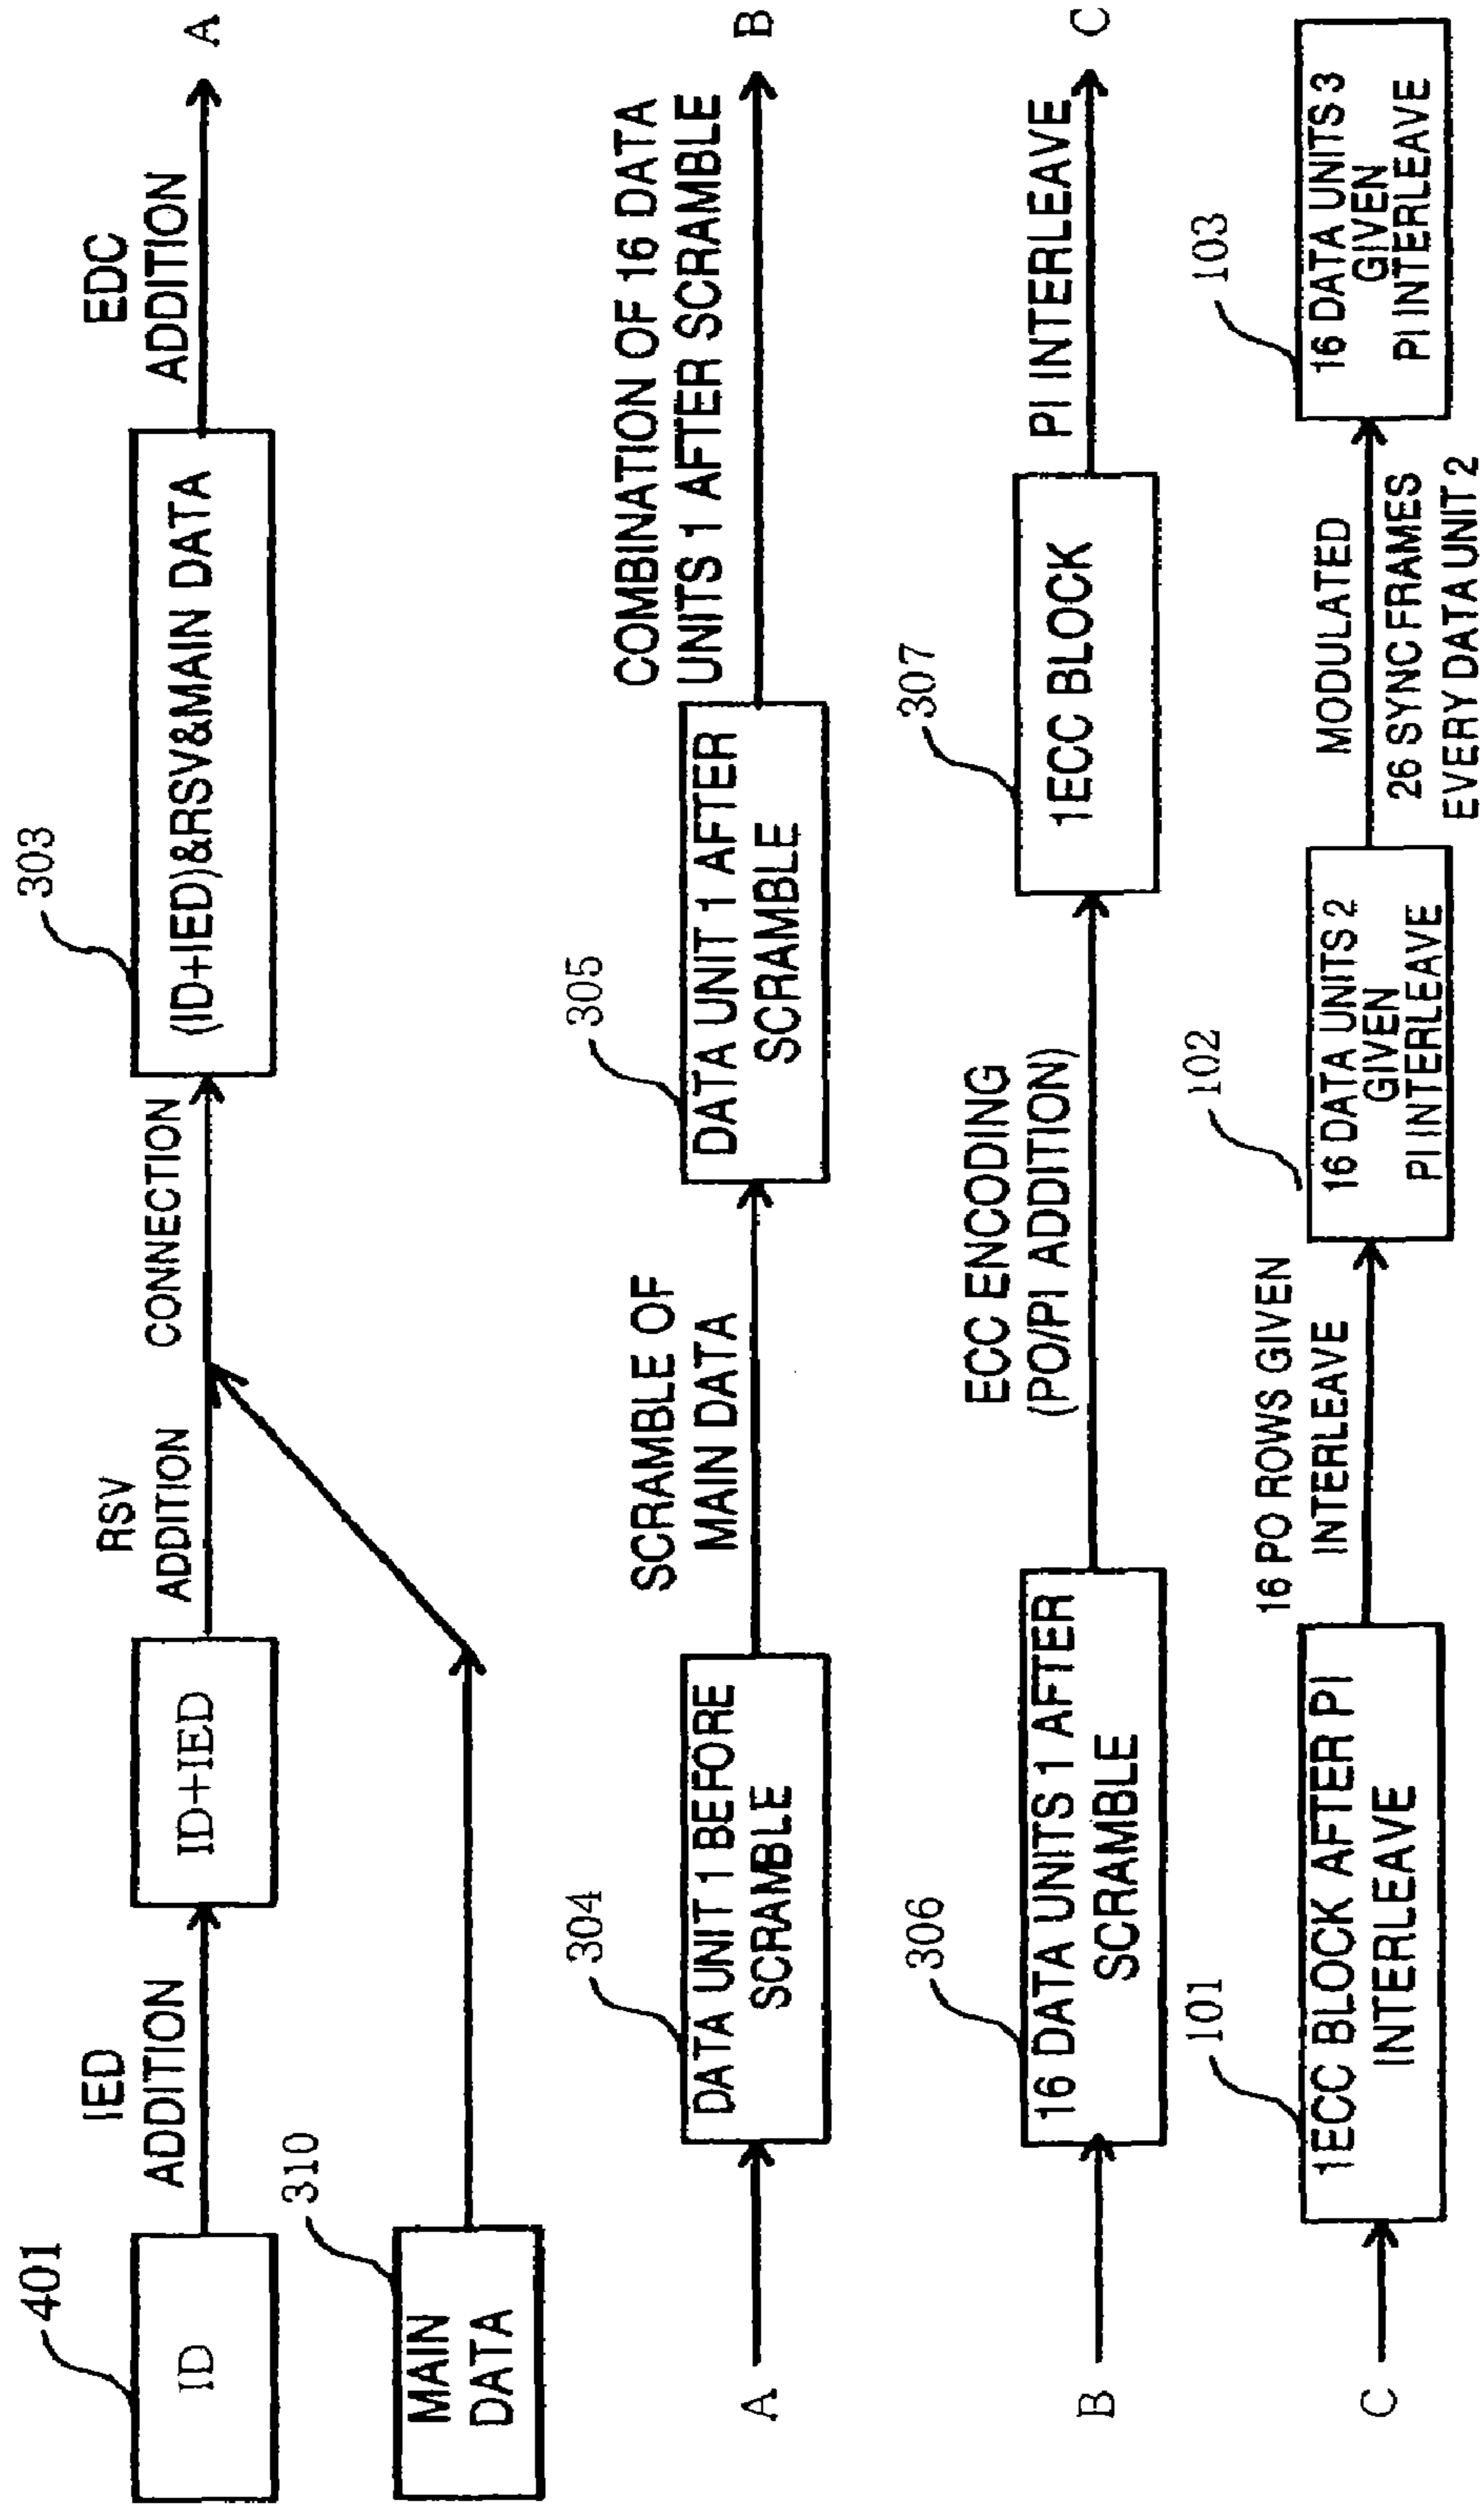 401
ID
IED
ADDITION
ID+IED
RSV
ADDITION
CONNECTION
303
(ID+IED)&RSV&MAIN DATA
EDC
ADDITION
A
310
MAIN
DATA
A
304
DATA UNIT 1 BEFORE
SCRAMBLE
SCRAMBLE OF
MAIN DATA
305
DATA UNIT 1 AFTER
SCRAMBLE
COMBINATION OF 16 DATA
UNITS 1 AFTER SCRAMBLE
B
B
306
16 DATA UNITS 1 AFTER
SCRAMBLE
ECC ENCODING
(PO/PI ADDITION)
307
1ECC BLOCK
PI INTERLEAVE
C
C
101
1ECC BLOCK AFTER PI
INTERLEAVE
16 PO ROWS GIVEN
INTERLEAVE
102
16 DATA UNITS 2
GIVEN
PI INTERLEAVE
MODULATED
26 SYNC FRAMES
EVERY DATA UNIT 2
103
16 DATA UNITS 3
GIVEN
PI INTERLEAVE